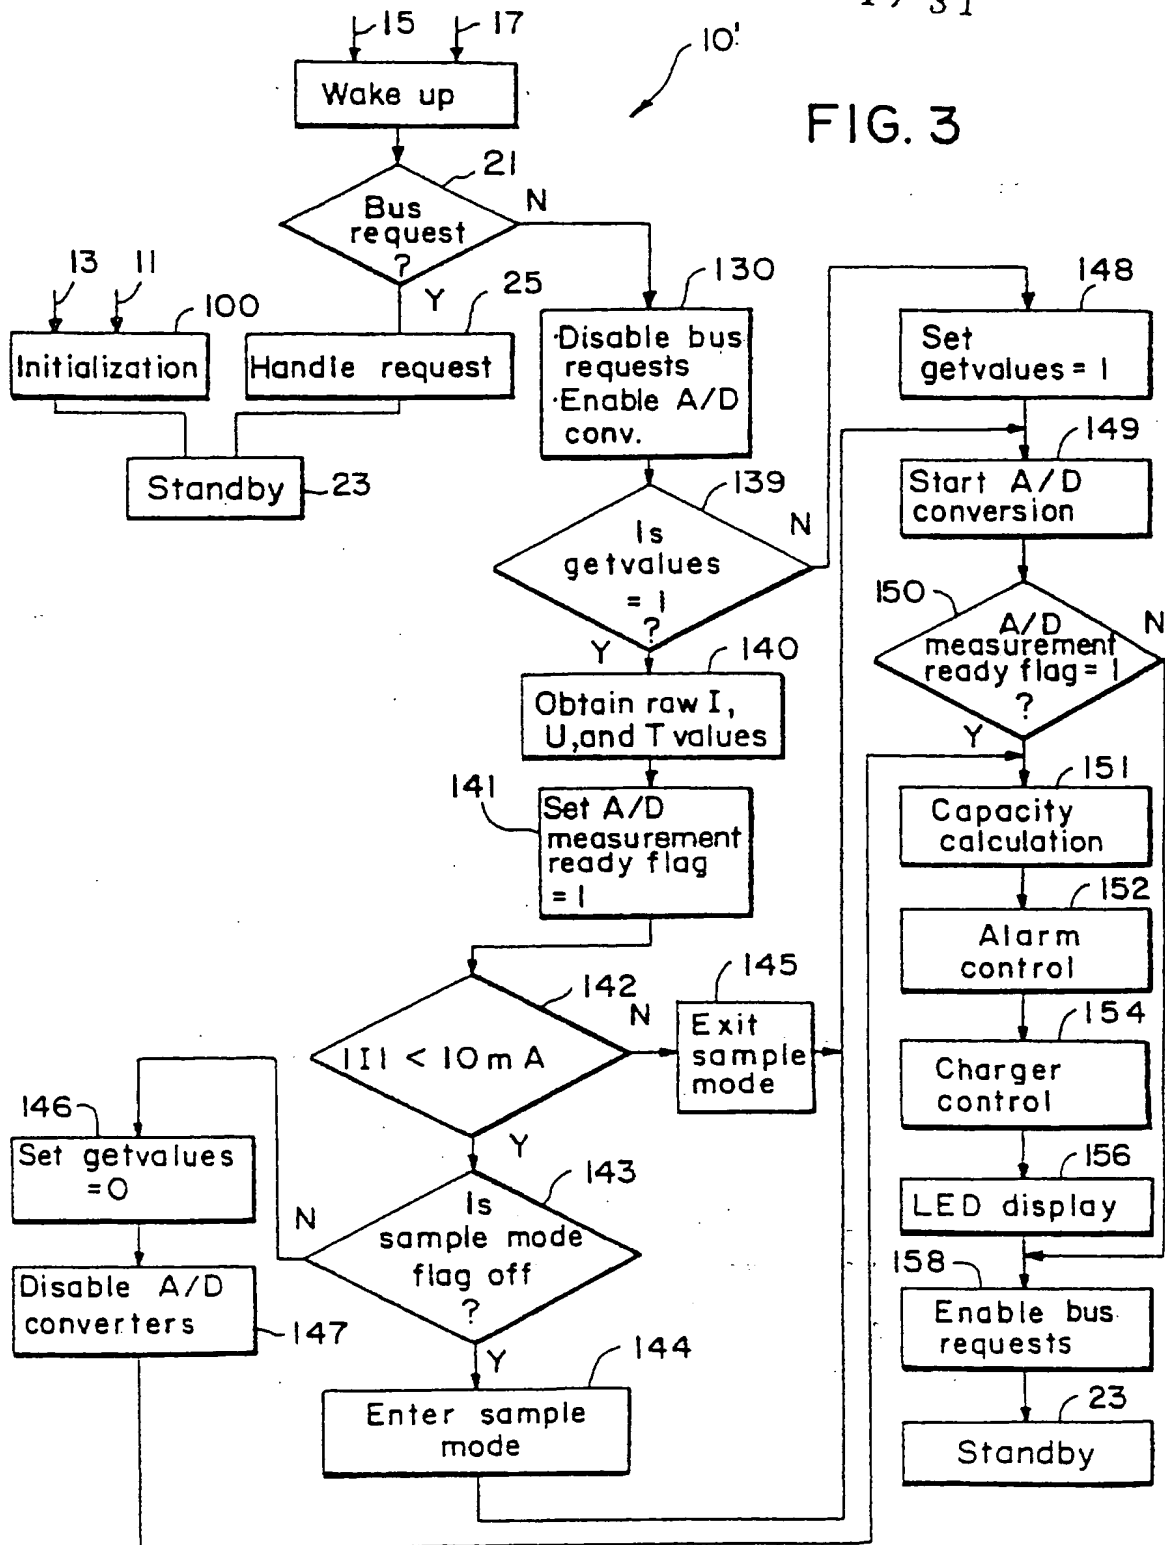 15
17
10'
Wake up
FIG. 3
21
Bus
request
?
N
Y
13
11
100
25
130
148
Initialization
Handle request
·Disable bus
requests
·Enable A/D
conv.
Set
getvalues = 1
Standby
23
139
N
149
Start A/D
conversion
Is
getvalues
= 1
?
Y
150
A/D
measurement
ready flag = 1
?
N
Y
140
Obtain raw I,
U, and T values
141
Set A/D
measurement
ready flag
= 1
151
Capacity
calculation
152
Alarm
control
142
|I| < 10 mA
N
Y
145
Exit
sample
mode
154
Charger
control
146
Set getvalues
=0
143
Is
sample mode
flag off
?
N
Y
156
LED display
Disable A/D
converters
147
158
Enable bus
requests
144
Enter sample
mode
23
Standby